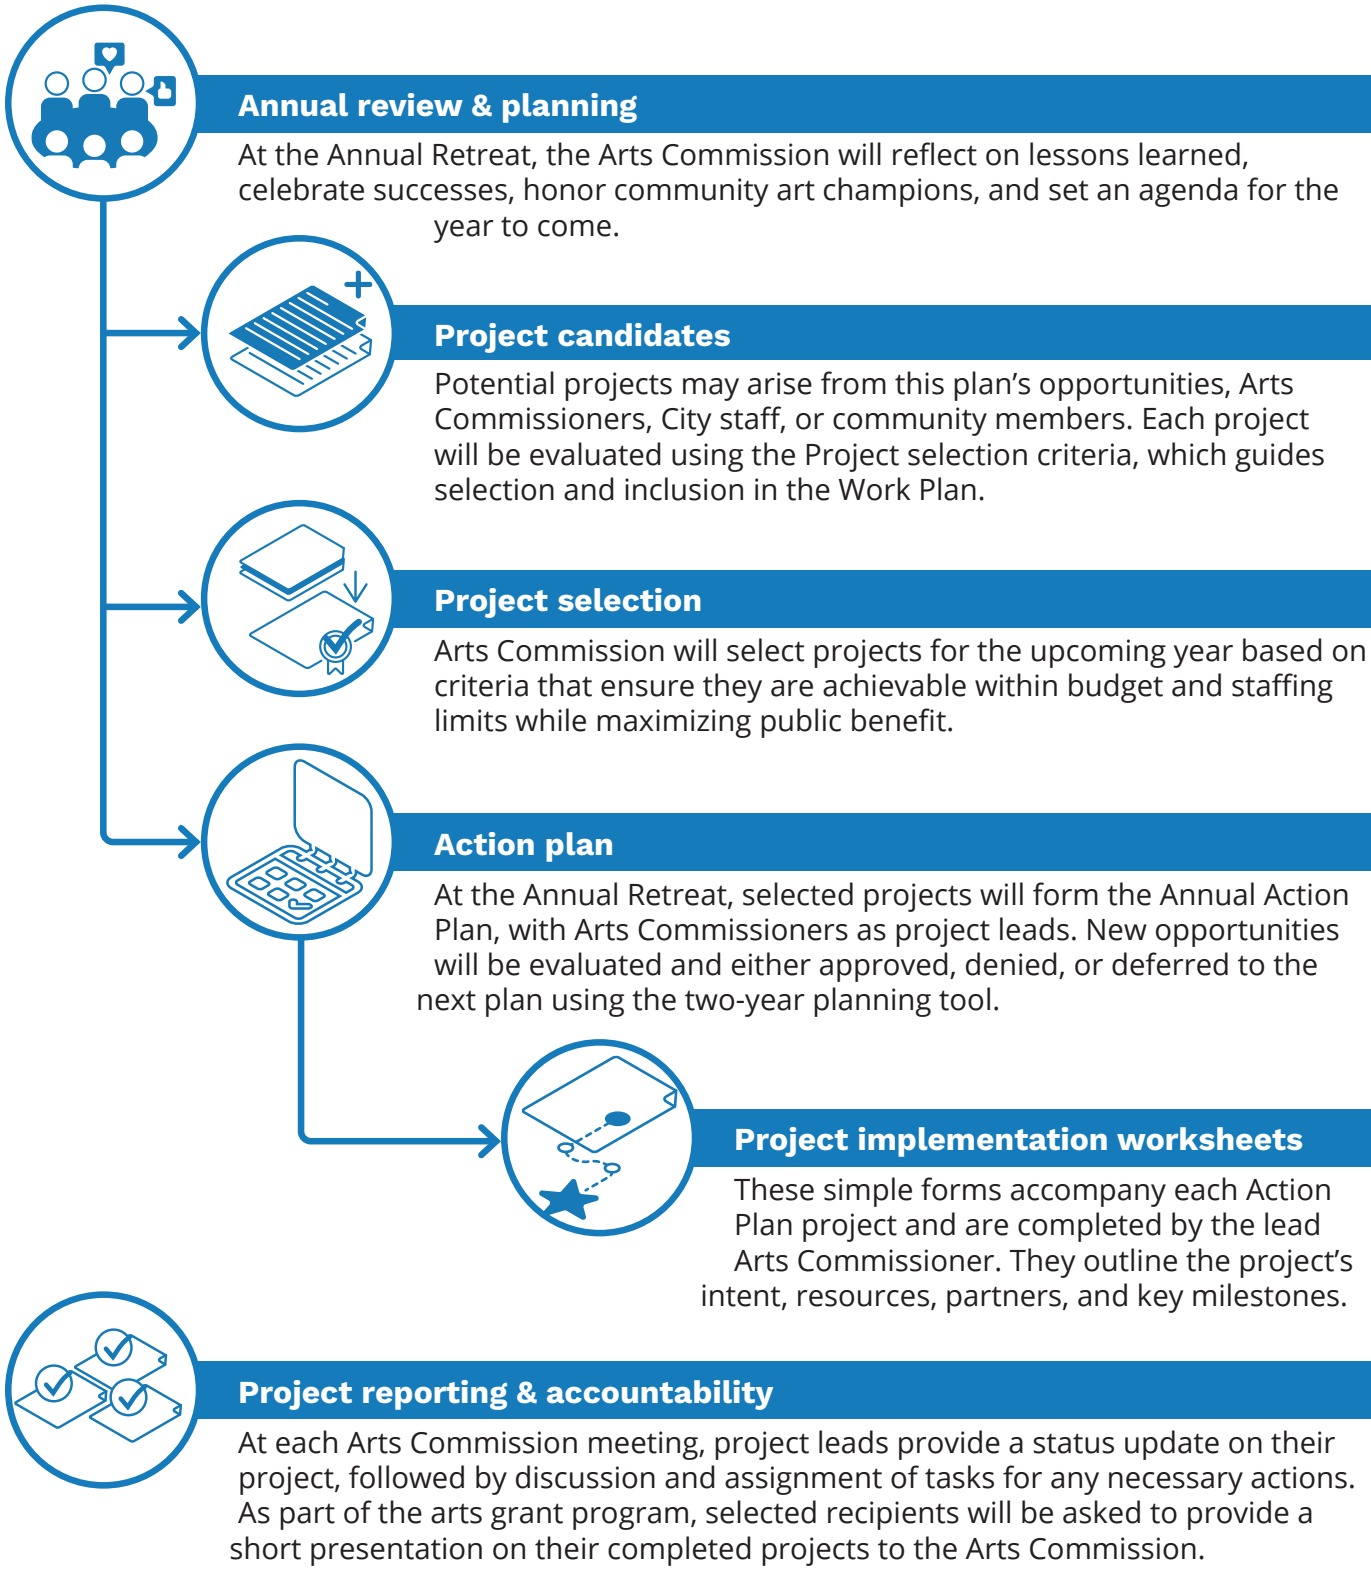 Annual review & planning
At the Annual Retreat, the Arts Commission will reflect on lessons learned,
celebrate successes, honor community art champions, and set an agenda for the
year to come.
Project candidates
Potential projects may arise from this plan’s opportunities, Arts
Commissioners, City staff, or community members. Each project
will be evaluated using the Project selection criteria, which guides
selection and inclusion in the Work Plan.
Project selection
Arts Commission will select projects for the upcoming year based on
criteria that ensure they are achievable within budget and staffing
limits while maximizing public benefit.
Action plan
At the Annual Retreat, selected projects will form the Annual Action
Plan, with Arts Commissioners as project leads. New opportunities
will be evaluated and either approved, denied, or deferred to the
next plan using the two-year planning tool.
Project implementation worksheets
These simple forms accompany each Action
Plan project and are completed by the lead
Arts Commissioner. They outline the project’s
intent, resources, partners, and key milestones.
Project reporting & accountability
At each Arts Commission meeting, project leads provide a status update on their
project, followed by discussion and assignment of tasks for any necessary actions.
As part of the arts grant program, selected recipients will be asked to provide a
short presentation on their completed projects to the Arts Commission.